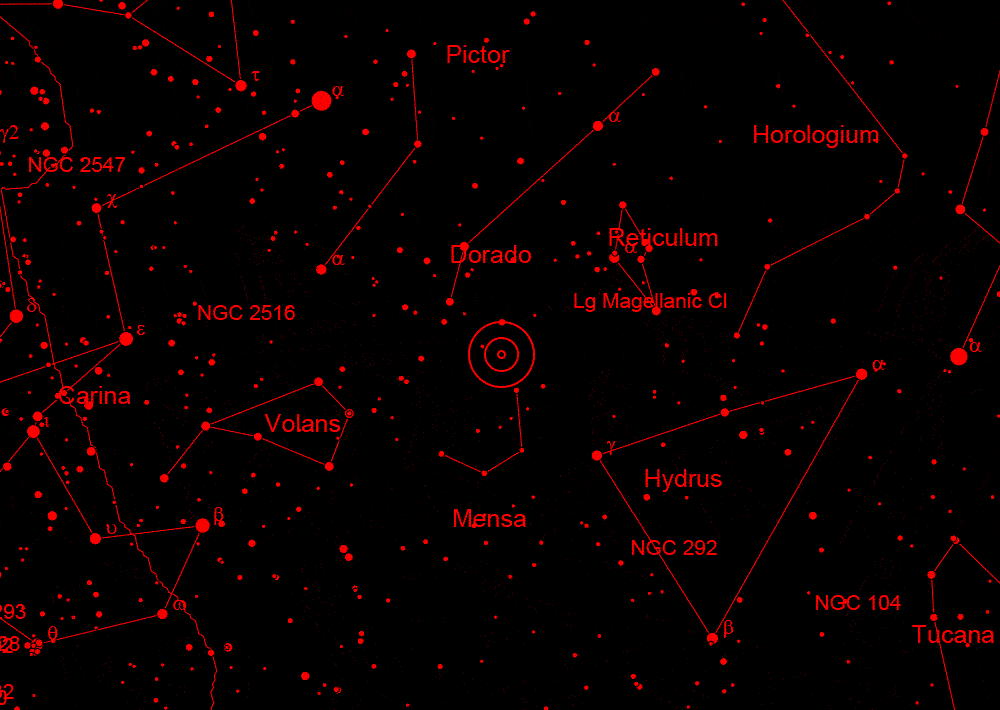 Pictor
τ
α
α
γ2
Horologium
NGC 2547
χ
Reticulum
α
Dorado
α
Lg Magellanic Cl
δ
NGC 2516
ε
α
α
Carina
ι
Volans
γ
Hydrus
β
Mensa
υ
NGC 292
ω
NGC 104
293
θ
β
Tucana